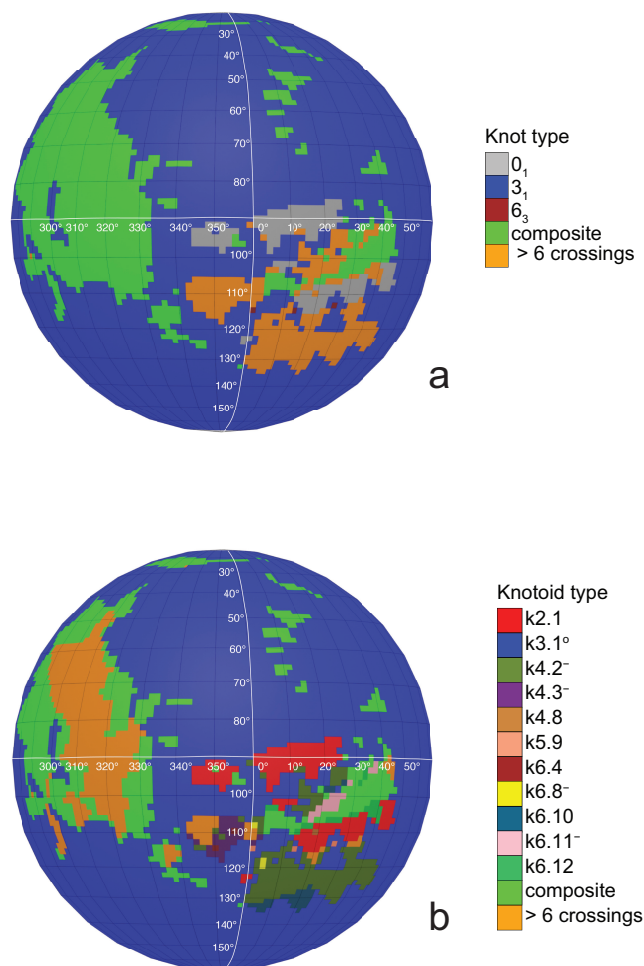 30°
40°
50°
60°
70°
80°
300° 310° 320° 330° 340° 0° 10° 20° 30° 40° 50°
100°
110°
120°
130°
140°
150°
Knot type
0₁
3₁
6₃
composite
> 6 crossings
a
30°
40°
50°
60°
70°
80°
300° 310° 320° 330° 340° 0° 10° 20° 30° 40° 50°
100°
110°
120°
130°
140°
150°
Knotoid type
k2.1
k3.1º
k4.2⁻
k4.3⁻
k4.8
k5.9
k6.4
k6.8⁻
k6.10
k6.11⁻
k6.12
composite
> 6 crossings
b